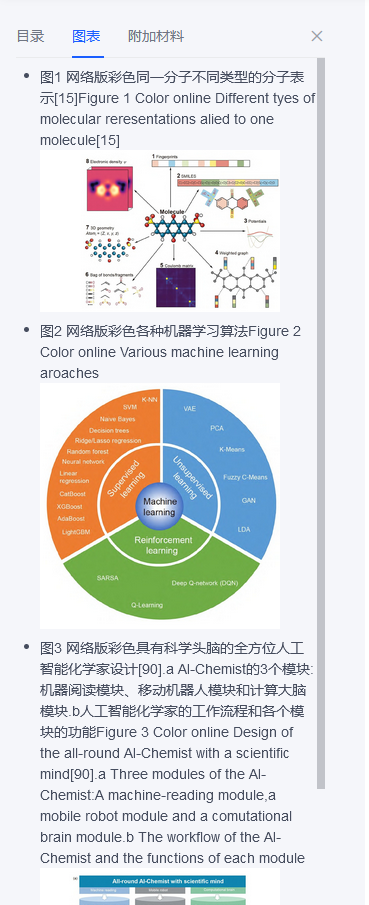 目录 图表 附加材料
图1 网络版彩色同一分子不同类型的分子表
示[15]Figure 1 Color online Different tyes of
molecular reresentations alied to one
molecule[15]
8 Electronic density ρ
1 Fingerprints
2 SMILES
Molecule
3 Potentials
7 3D geometry
4 Weighted graph
6 Bag of bonds/fragments
5 Coulomb matrix
图2 网络版彩色各种机器学习算法Figure 2
Color online Various machine learning
aroaches
K-NN
SVM
Naive Bayes
Decision trees
Ridge/Lasso regression
Random forest
Neural network
Linear
regression
CatBoost
XGBoost
AdaBoost
LightGBM
Supervised
learning
VAE
PCA
K-Means
Fuzzy C-Means
GAN
LDA
Unsupervised
learning
Machine
learning
Reinforcement
learning
SARSA
Deep Q-network (DQN)
Q-Learning
图3 网络版彩色具有科学头脑的全方位人工
智能化学家设计[90].a Al-Chemist的3个模块:
机器阅读模块、移动机器人模块和计算大脑
模块.b人工智能化学家的工作流程和各个模
块的功能Figure 3 Color online Design of
the all-round Al-Chemist with a scientific
mind[90].a Three modules of the Al-
Chemist:A machine-reading module,a
mobile robot module and a comutational
brain module.b The workflow of the Al-
Chemist and the functions of each module
All-round AI-Chemist with scientific mind